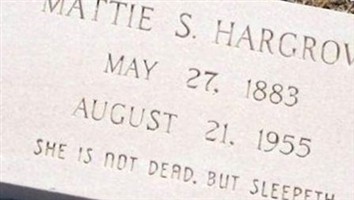 MATTIE S. HARGROV
MAY 27, 1883
AUGUST 21, 1955
SHE IS NOT DEAD, BUT SLEEPETH